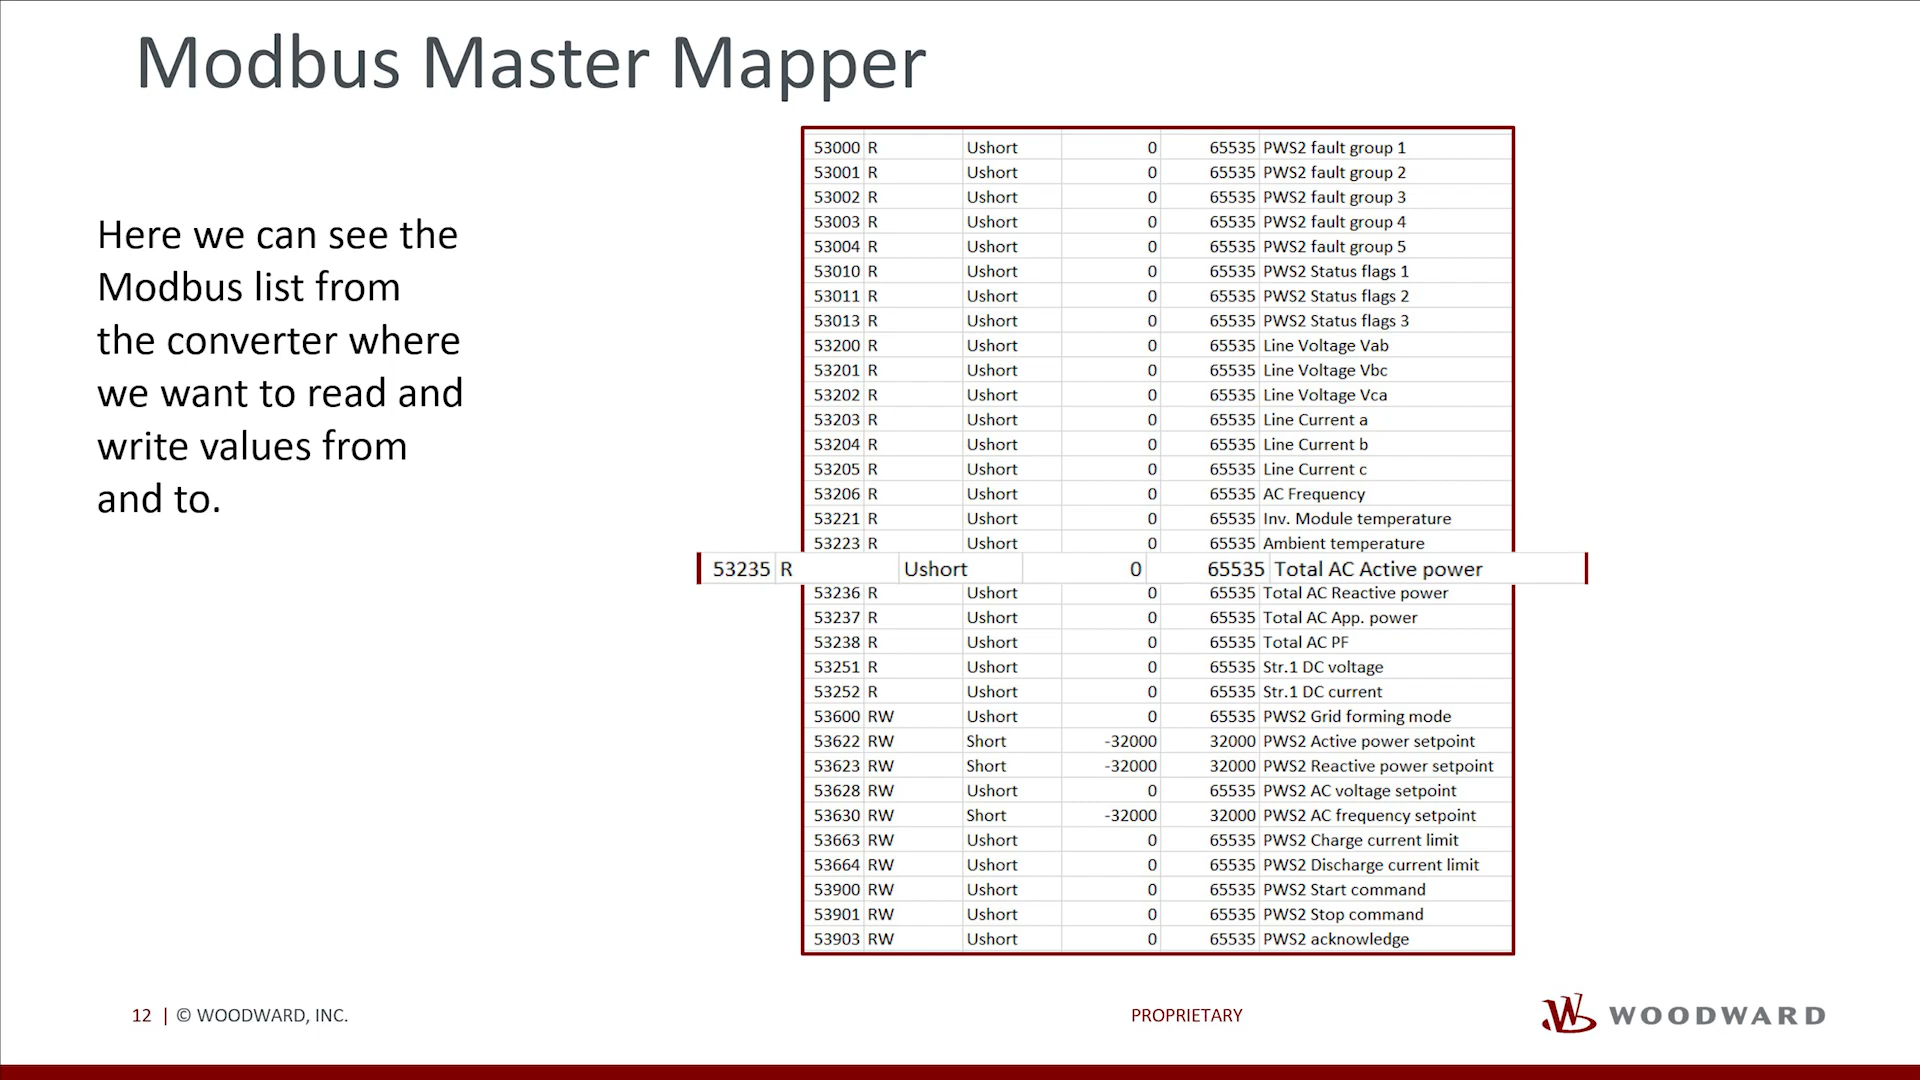 Modbus Master Mapper
Here we can see the
Modbus list from
the converter where
we want to read and
write values from
and to.
53000 R Ushort 0 65535 PWS2 fault group 1
53001 R Ushort 0 65535 PWS2 fault group 2
53002 R Ushort 0 65535 PWS2 fault group 3
53003 R Ushort 0 65535 PWS2 fault group 4
53004 R Ushort 0 65535 PWS2 fault group 5
53010 R Ushort 0 65535 PWS2 Status flags 1
53011 R Ushort 0 65535 PWS2 Status flags 2
53013 R Ushort 0 65535 PWS2 Status flags 3
53200 R Ushort 0 65535 Line Voltage Vab
53201 R Ushort 0 65535 Line Voltage Vbc
53202 R Ushort 0 65535 Line Voltage Vca
53203 R Ushort 0 65535 Line Current a
53204 R Ushort 0 65535 Line Current b
53205 R Ushort 0 65535 Line Current c
53206 R Ushort 0 65535 AC Frequency
53221 R Ushort 0 65535 Inv. Module temperature
53223 R Ushort 0 65535 Ambient temperature
53235 R Ushort 0 65535 Total AC Active power
53236 R Ushort 0 65535 Total AC Reactive power
53237 R Ushort 0 65535 Total AC App. power
53238 R Ushort 0 65535 Total AC PF
53251 R Ushort 0 65535 Str.1 DC voltage
53252 R Ushort 0 65535 Str.1 DC current
53600 RW Ushort 0 65535 PWS2 Grid forming mode
53622 RW Short -32000 32000 PWS2 Active power setpoint
53623 RW Short -32000 32000 PWS2 Reactive power setpoint
53628 RW Ushort 0 65535 PWS2 AC voltage setpoint
53630 RW Short -32000 32000 PWS2 AC frequency setpoint
53663 RW Ushort 0 65535 PWS2 Charge current limit
53664 RW Ushort 0 65535 PWS2 Discharge current limit
53900 RW Ushort 0 65535 PWS2 Start command
53901 RW Ushort 0 65535 PWS2 Stop command
53903 RW Ushort 0 65535 PWS2 acknowledge
12 | © WOODWARD, INC.
PROPRIETARY
WOODWARD